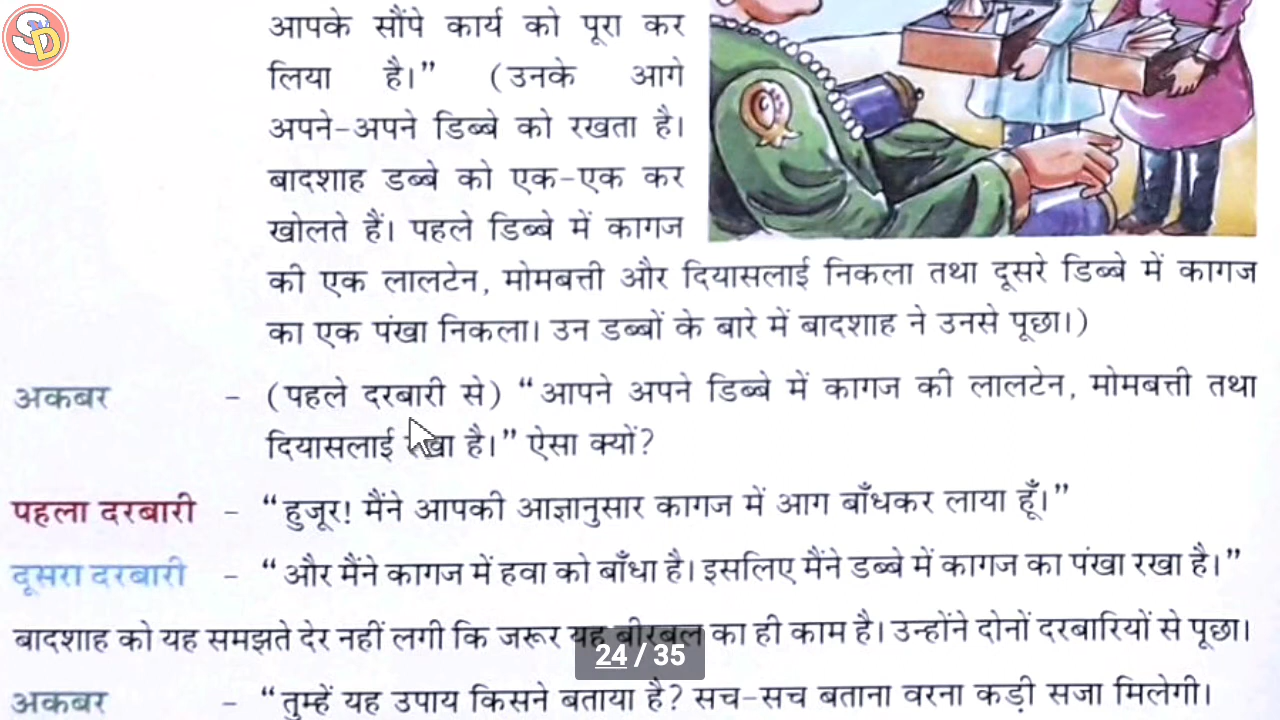 SD
आपके सौंपे कार्य को पूरा कर
लिया है।” (उनके आगे
अपने-अपने डिब्बे को रखता है।
बादशाह डब्बे को एक-एक कर
खोलते हैं। पहले डिब्बे में कागज
की एक लालटेन, मोमबत्ती और दियासलाई निकला तथा दूसरे डिब्बे में कागज
का एक पंखा निकला। उन डब्बों के बारे में बादशाह ने उनसे पूछा।)
अकबर - (पहले दरबारी से) “आपने अपने डिब्बे में कागज की लालटेन, मोमबत्ती तथा
दियासलाई रखा है।” ऐसा क्यों?
पहला दरबारी - “हुजूर! मैंने आपकी आज्ञानुसार कागज में आग बाँधकर लाया हूँ।”
दूसरा दरबारी - “और मैंने कागज में हवा को बाँधा है। इसलिए मैंने डब्बे में कागज का पंखा रखा है।”
बादशाह को यह समझते देर नहीं लगी कि जरूर यह बीरबल का ही काम है। उन्होंने दोनों दरबारियों से पूछा।
24 / 35
अकबर - “तुम्हें यह उपाय किसने बताया है? सच-सच बताना वरना कड़ी सजा मिलेगी।